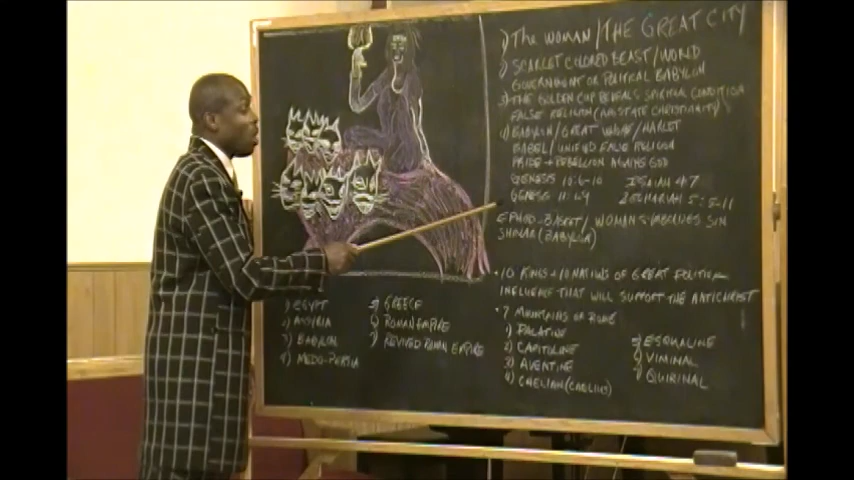 1) THE WOMAN/THE GREAT CITY
2) SCARLET COLORED BEAST/WORLD
GOVERNMENT OR POLITICAL BABYLON
3) THE GOLDEN CUP REVEALS SPIRITUAL CONDITION
FALSE RELIGION CHRISTIANITY)
4) BABYLON/GREAT WHORE/HARLET
BABEL/UNIFIED FALSE RELIGION
PRIDE + REBELLION AGAINST GOD
GENESIS 10:6-10 ISAIAH 47
GENESIS 11:1-9 ZECHARIAH 5:5-11
EPHOD-BASKET/WOMAN SYMBOLIZES SIN
SHINAR (BABYLON)
• 10 KINGS + 10 NATIONS OF GREAT POLITICAL
INFLUENCE THAT WILL SUPPORT THE ANTICHRIST
• 7 MOUNTAINS OF ROME
1) PALATINE
2) CAPITOLINE
3) AVENTINE
4) CAELIAN (CAELIUS)
5) ESQUALINE
6) VIMINAL
7) QUIRINAL
1) EGYPT
2) ASSYRIA
3) BABYLON
4) MEDO-PERSIA
5) GREECE
6) ROMAN EMPIRE
7) REVIVED ROMAN EMPIRE